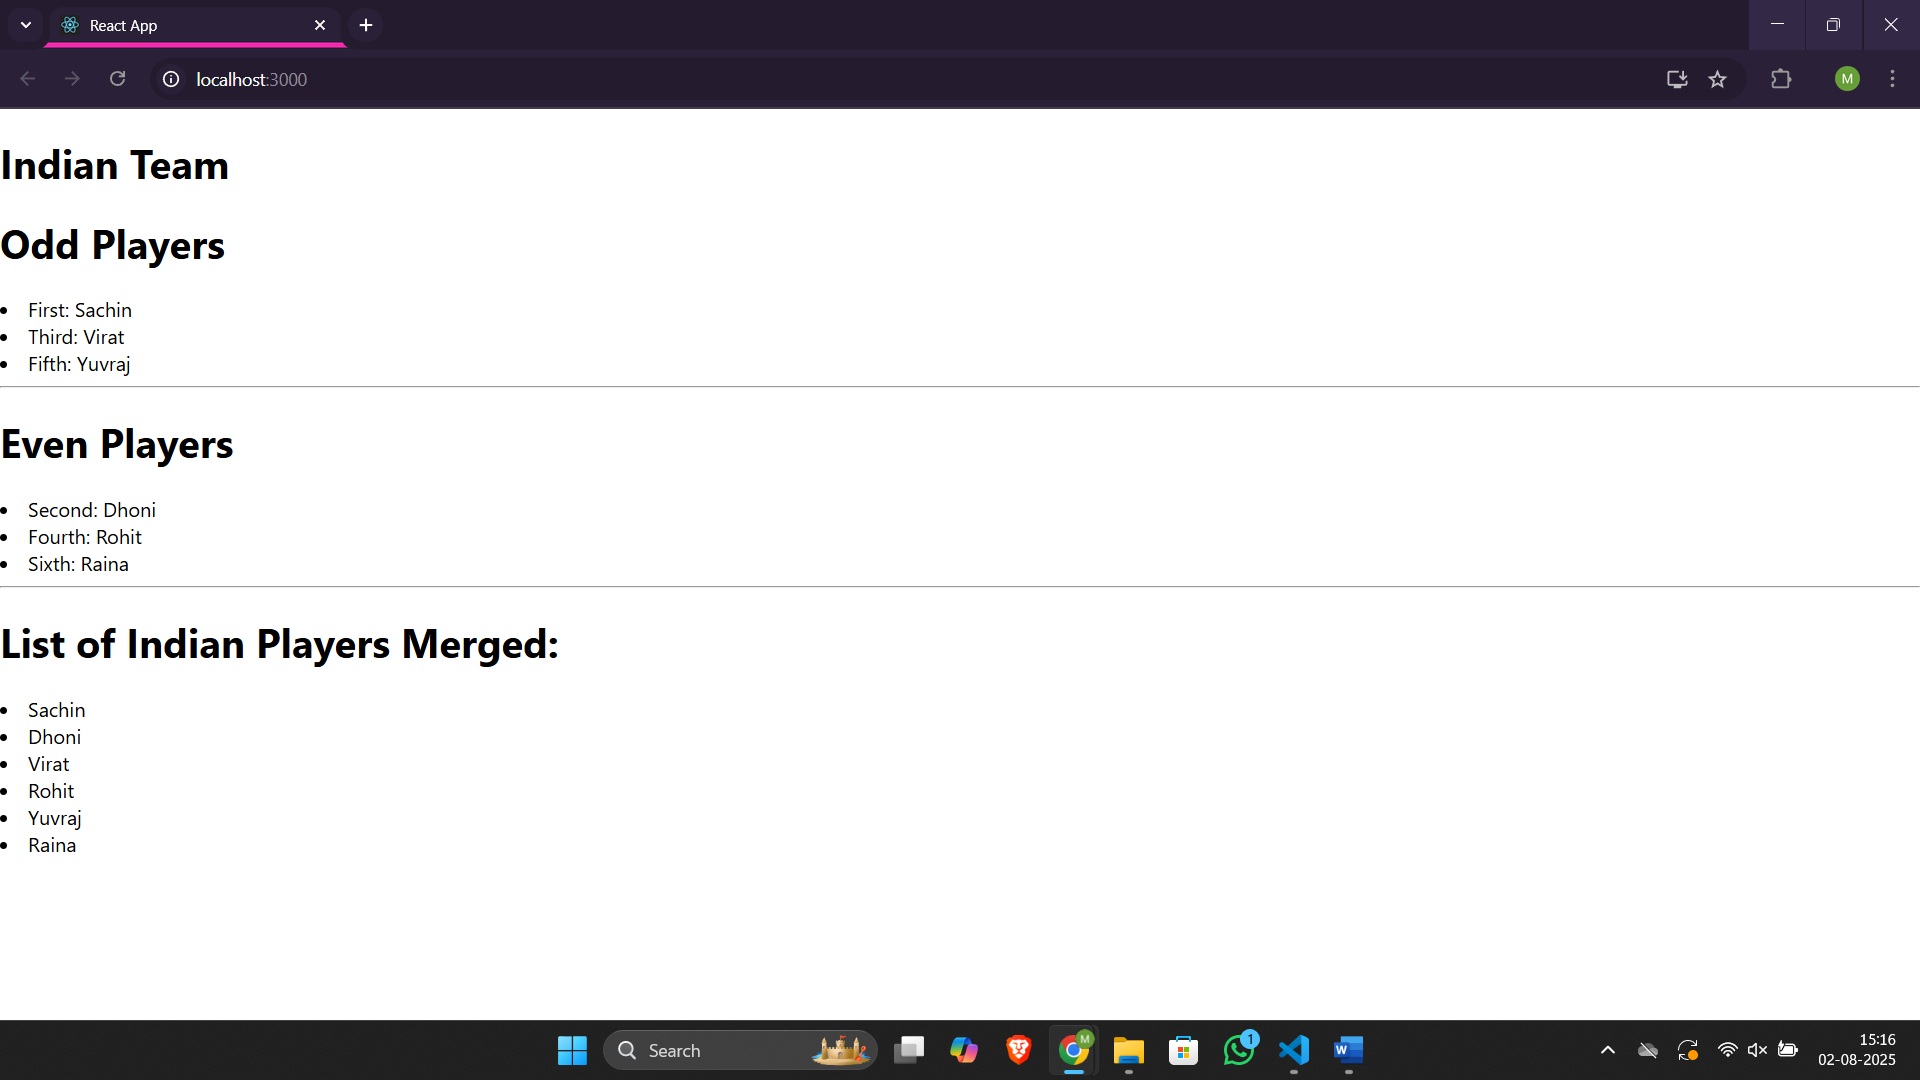 React App
localhost:3000
M
Indian Team
Odd Players
First: Sachin
Third: Virat
Fifth: Yuvraj
Even Players
Second: Dhoni
Fourth: Rohit
Sixth: Raina
List of Indian Players Merged:
Sachin
Dhoni
Virat
Rohit
Yuvraj
Raina
Search
M
1
W
15:16
02-08-2025